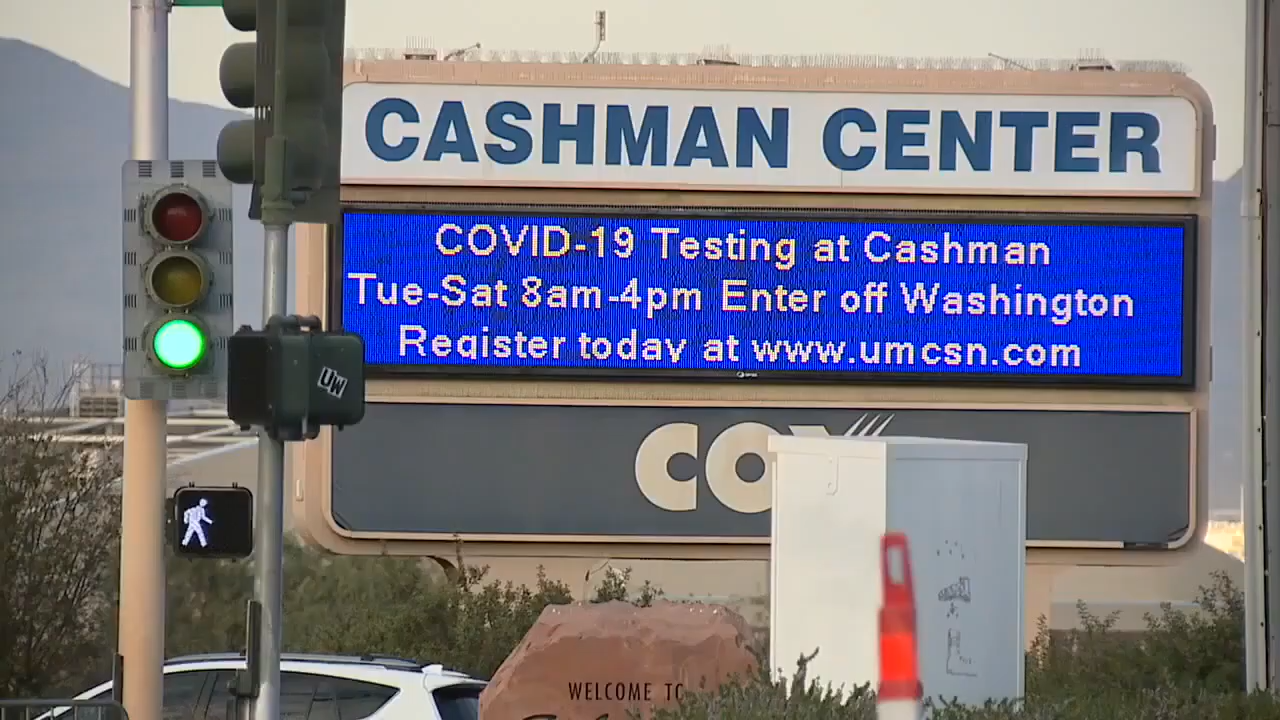 CASHMAN CENTER
COVID-19 Testing at Cashman
Tue-Sat 8am-4pm Enter off Washington
Register today at www.umcsn.com
UW
CO
WELCOME TO